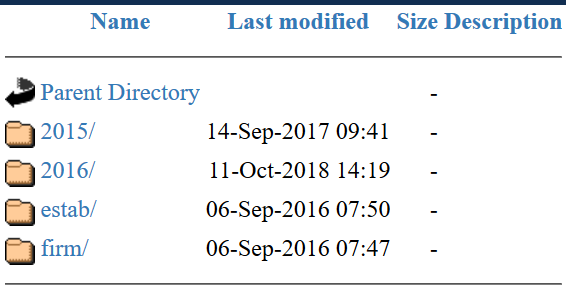 Name Last modified Size Description
Parent Directory -
2015/ 14-Sep-2017 09:41 -
2016/ 11-Oct-2018 14:19 -
estab/ 06-Sep-2016 07:50 -
firm/ 06-Sep-2016 07:47 -